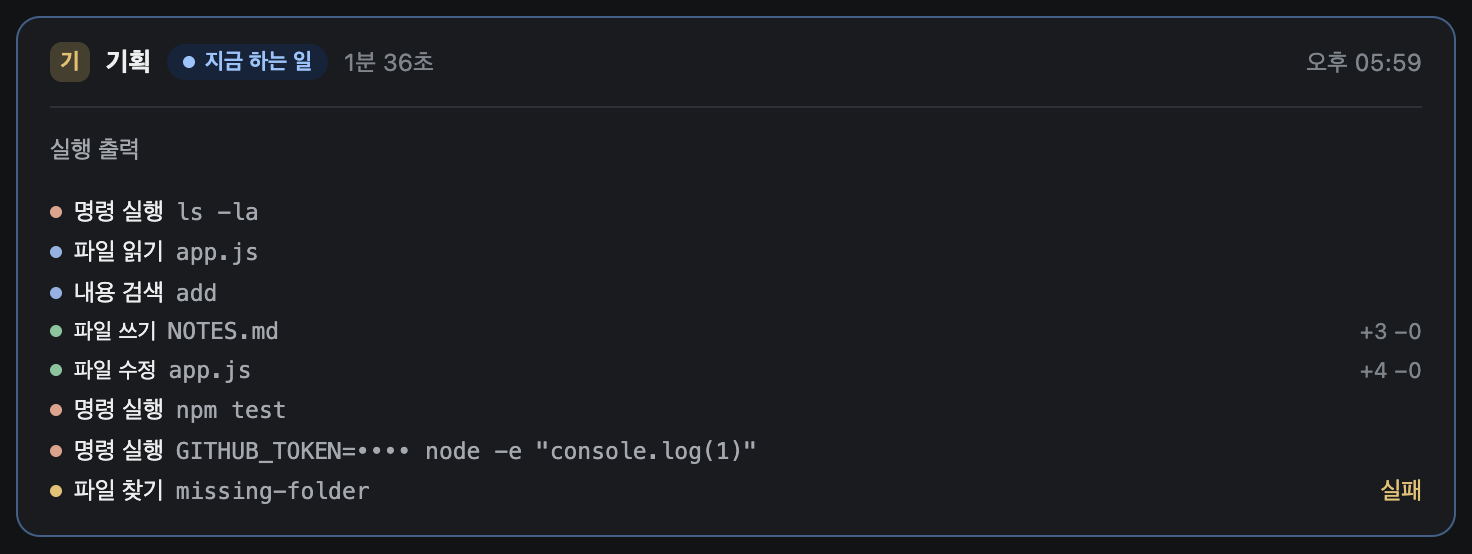 기 기획 지금 하는 일 1분 36초 오후 05:59
실행 출력
명령 실행 ls -la
파일 읽기 app.js
내용 검색 add
파일 쓰기 NOTES.md +3 −0
파일 수정 app.js +4 −0
명령 실행 npm test
명령 실행 GITHUB_TOKEN=•••• node -e "console.log(1)"
파일 찾기 missing-folder 실패